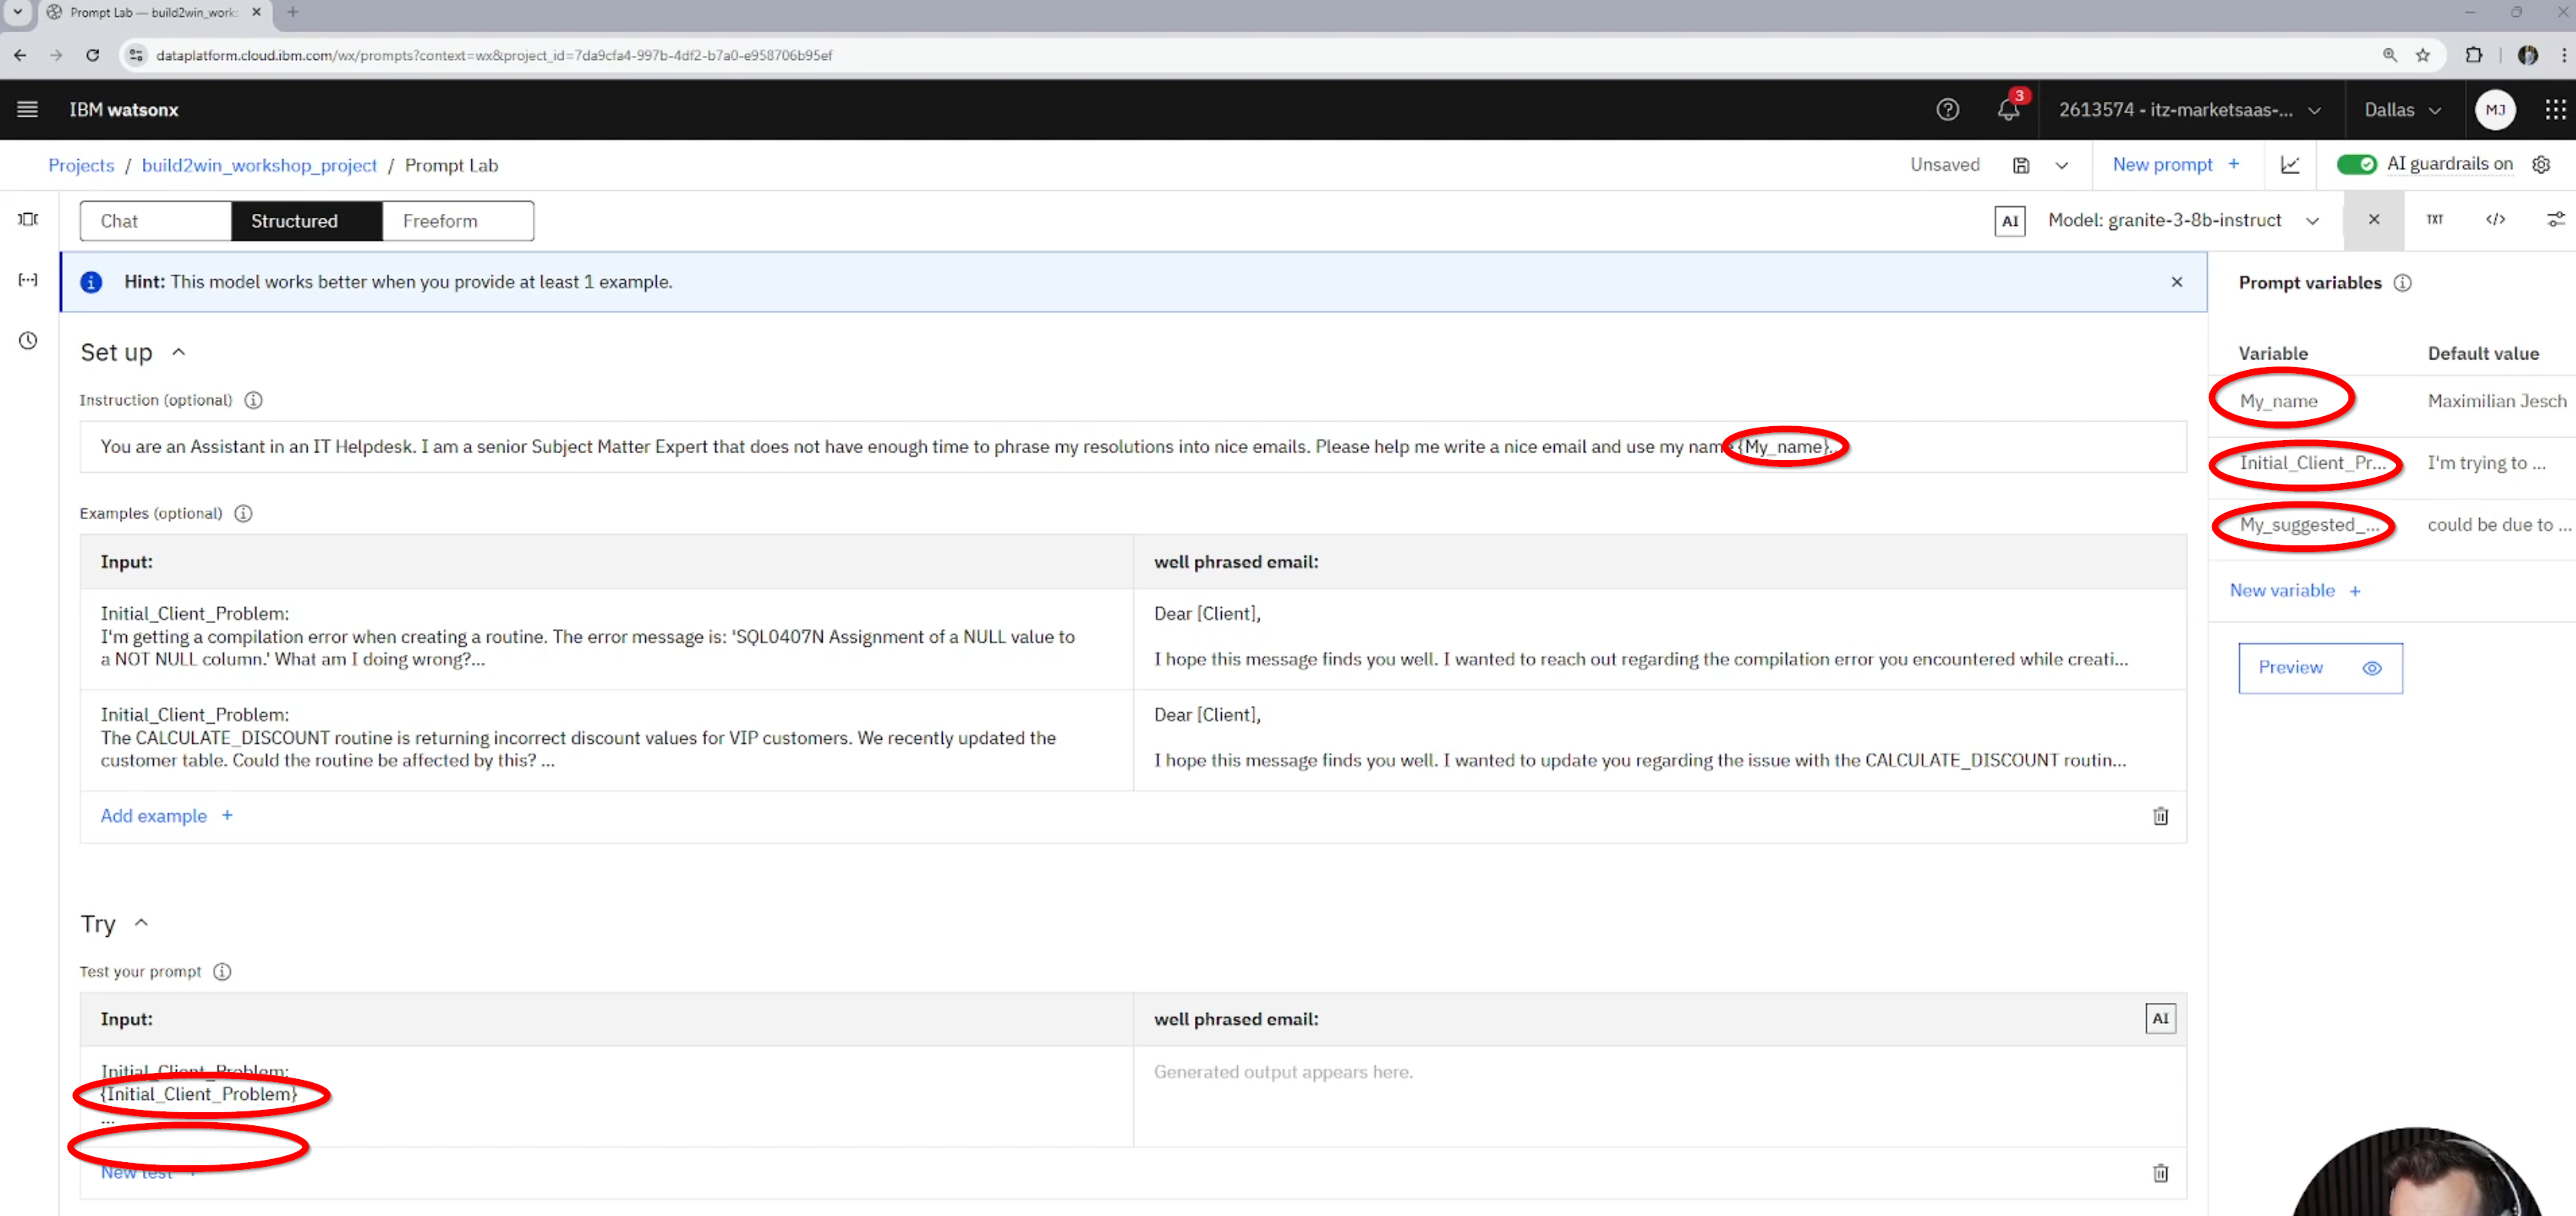 Prompt Lab — build2win_work
dataplatform.cloud.ibm.com/wx/prompts?context=wx&project_id=7da9cfa4-997b-4df2-b7a0-e958706b95ef
IBM watsonx
3
2613574 - itz-marketsaas-...
Dallas
MJ
Projects / build2win_workshop_project / Prompt Lab
Unsaved
New prompt +
AI guardrails on
Chat
Structured
Freeform
AI
Model: granite-3-8b-instruct
TXT
</>
Hint: This model works better when you provide at least 1 example.
Prompt variables
Set up
Variable
Default value
Instruction (optional)
My_name
Maximilian Jesch
You are an Assistant in an IT Helpdesk. I am a senior Subject Matter Expert that does not have enough time to phrase my resolutions into nice emails. Please help me write a nice email and use my name {My_name}.
Initial_Client_Pr...
I'm trying to ...
Examples (optional)
My_suggested_...
could be due to ...
New variable +
Preview
Input:
well phrased email:
Initial_Client_Problem:
I'm getting a compilation error when creating a routine. The error message is: 'SQL0407N Assignment of a NULL value to
a NOT NULL column.' What am I doing wrong?...
Dear [Client],
I hope this message finds you well. I wanted to reach out regarding the compilation error you encountered while creati...
Initial_Client_Problem:
The CALCULATE_DISCOUNT routine is returning incorrect discount values for VIP customers. We recently updated the
customer table. Could the routine be affected by this? ...
Dear [Client],
I hope this message finds you well. I wanted to update you regarding the issue with the CALCULATE_DISCOUNT routin...
Add example +
Try
Test your prompt
Input:
well phrased email:
AI
Initial_Client_Problem:
{Initial_Client_Problem}
...
Generated output appears here.
New test +